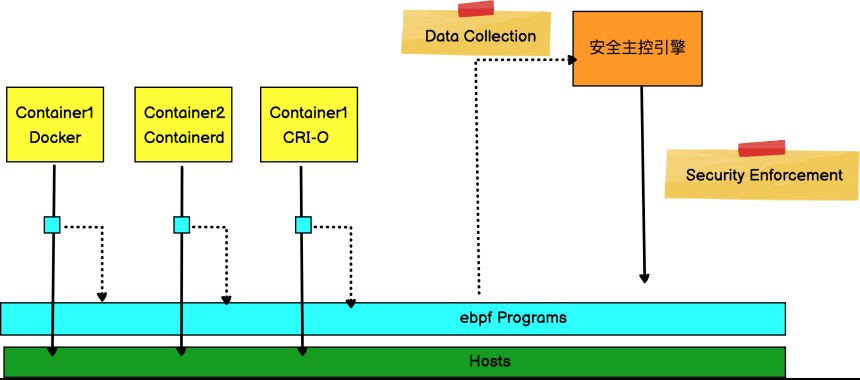 Data Collection
安全主控引擎
Container1
Docker
Container2
Containerd
Container1
CRI-O
Security Enforcement
ebpf Programs
Hosts